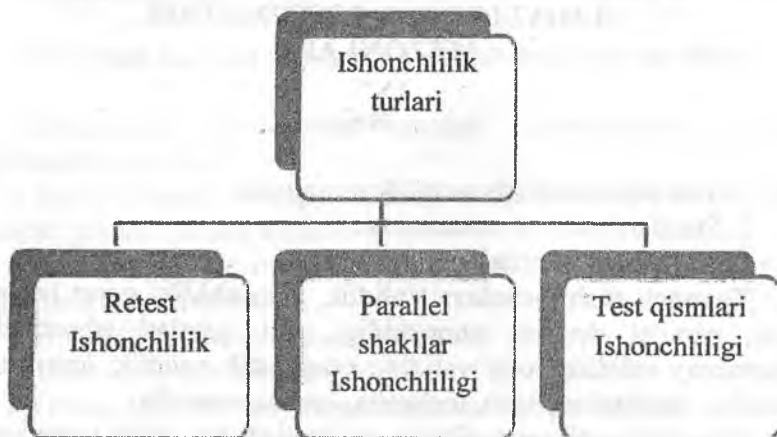 Ishonchlilik
turlari
Retest
Ishonchlilik
Parallel
shakllar
Ishonchliligi
Test qismlari
Ishonchliligi